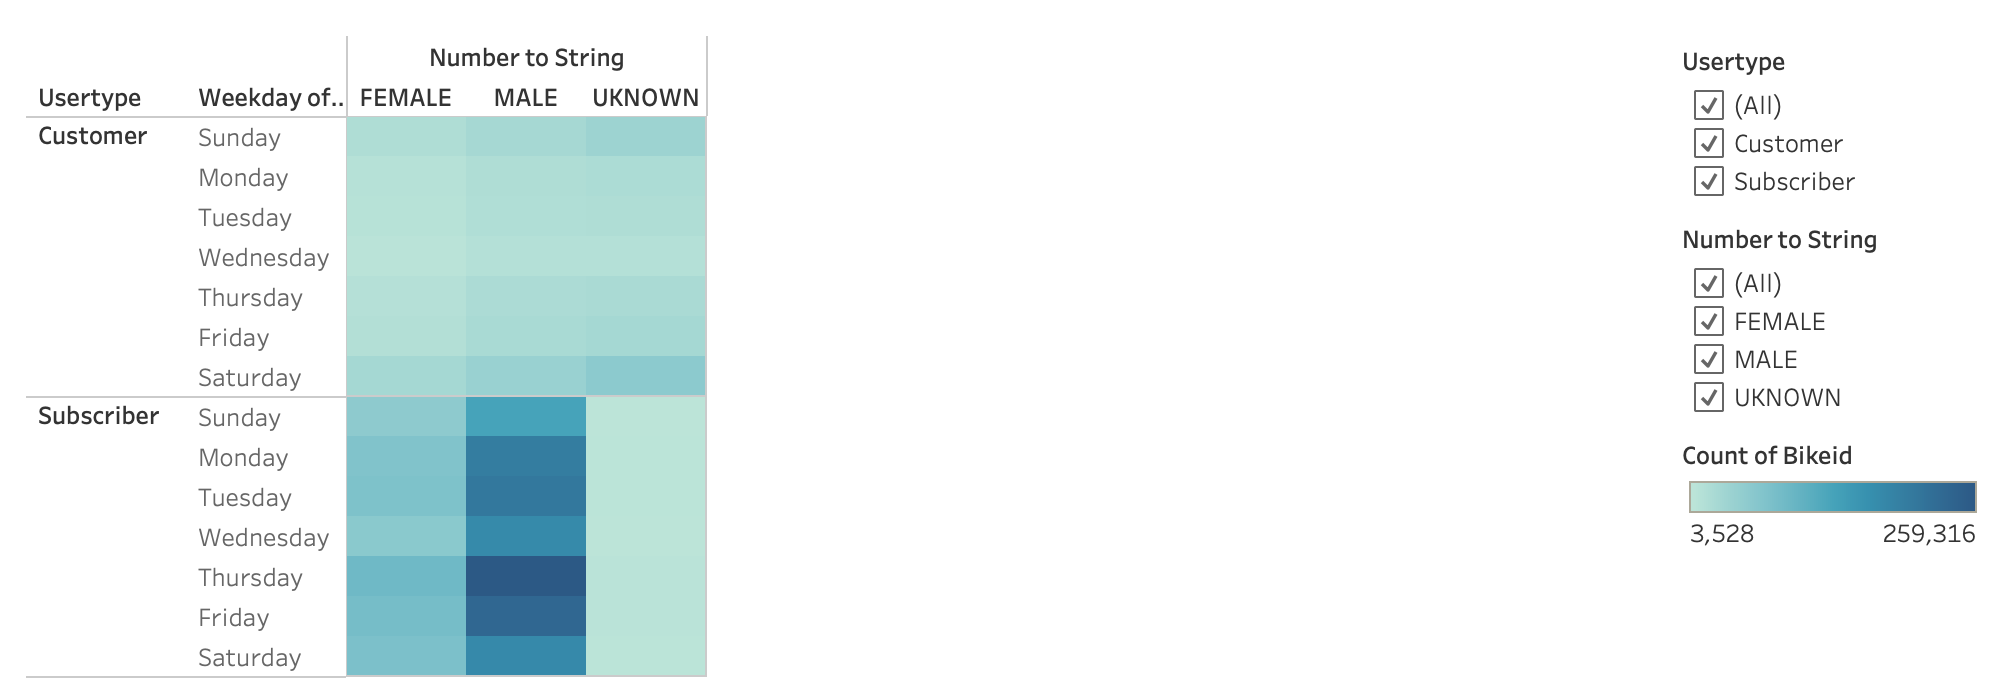 Number to String
Usertype Weekday of.. FEMALE MALE UKNOWN
Customer Sunday
Monday
Tuesday
Wednesday
Thursday
Friday
Saturday
Subscriber Sunday
Monday
Tuesday
Wednesday
Thursday
Friday
Saturday
Usertype
(All)
Customer
Subscriber
Number to String
(All)
FEMALE
MALE
UKNOWN
Count of Bikeid
3,528 259,316